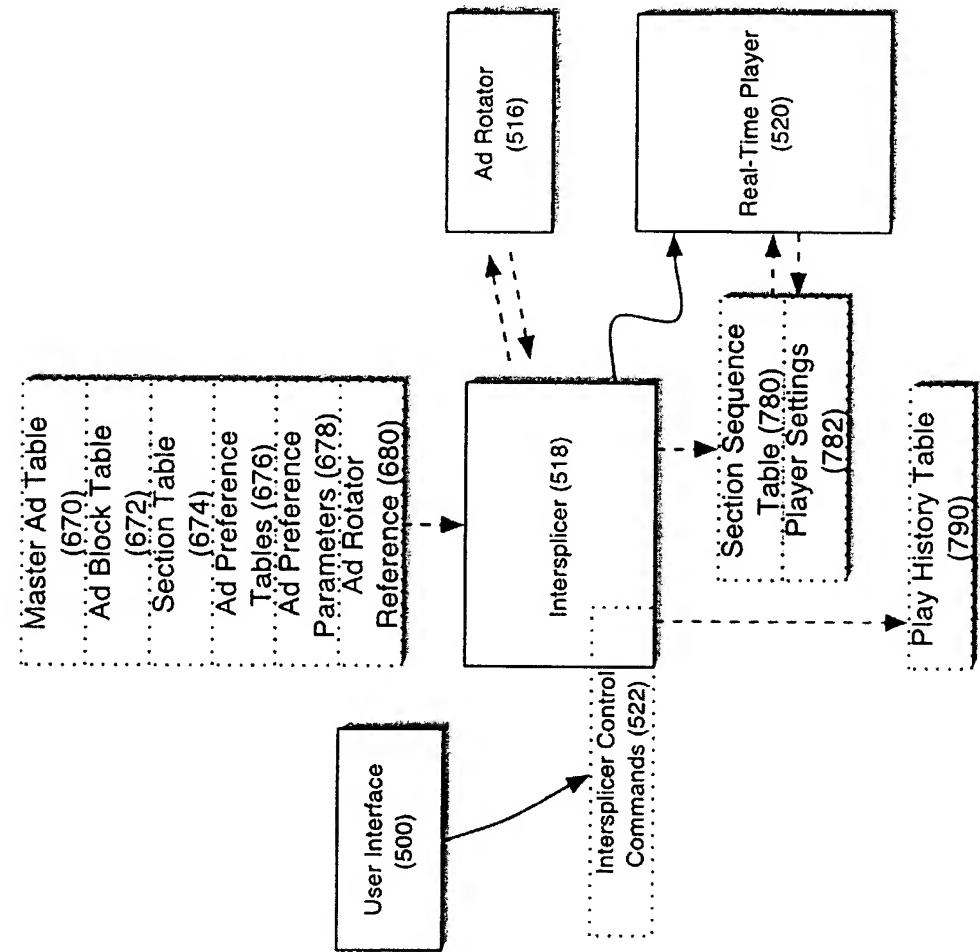 Master Ad Table
(670)
Ad Block Table
(672)
Section Table
(674)
Ad Preference
Tables (676)
Ad Preference
Parameters (678)
Ad Rotator
Reference (680)
User Interface
(500)
Intersplicer (518)
Ad Rotator
(516)
Intersplicer Control
Commands (522)
Real-Time Player
(520)
Section Sequence
Table (780)
Player Settings
(782)
Play History Table
(790)